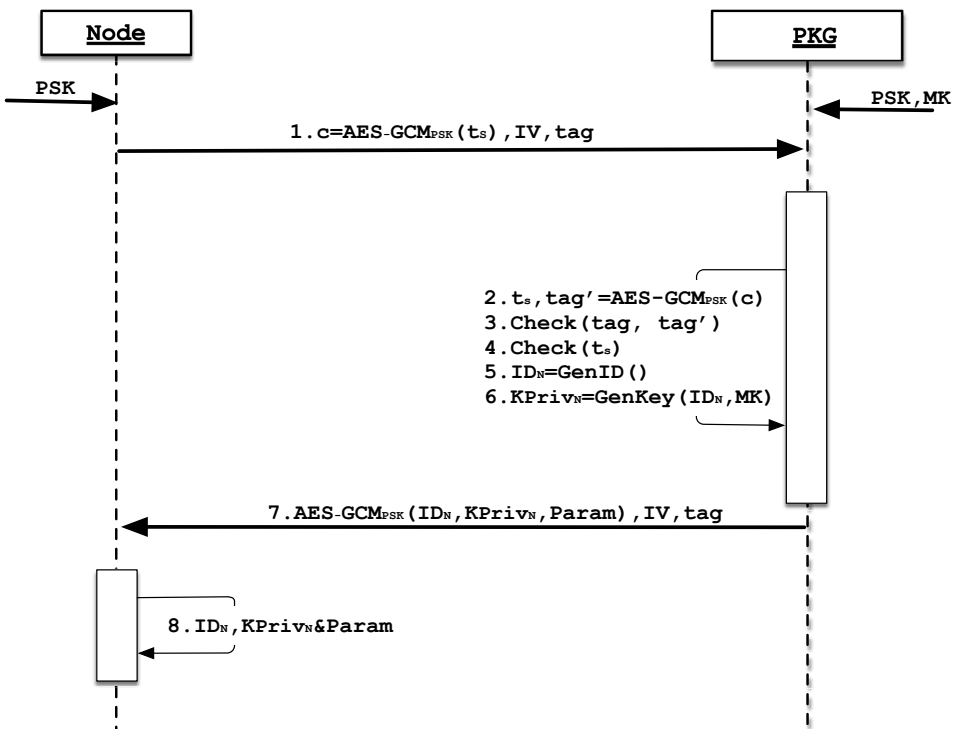 Node
PKG
PSK
PSK,MK
1.c=AES-GCMPSK(ts),IV,tag
2.ts,tag’=AES-GCMPSK(c)
3.Check(tag, tag’)
4.Check(ts)
5.IDN=GenID()
6.KPrivN=GenKey(IDN,MK)
7.AES-GCMPSK(IDN,KPrivN,Param),IV,tag
8.IDN,KPrivN&Param